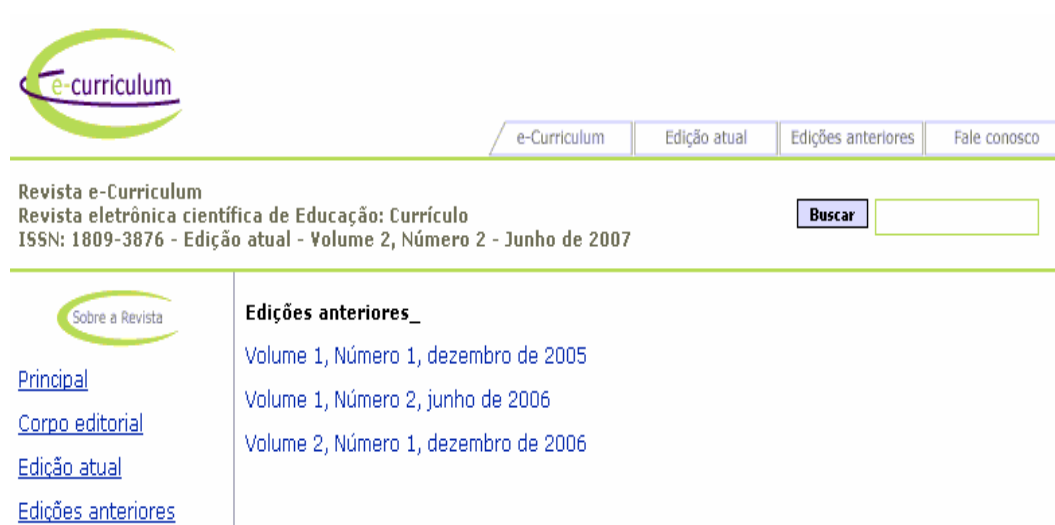 e-curriculum
e-Curriculum
Edição atual
Edições anteriores
Fale conosco
Revista e-Curriculum
Revista eletrônica científica de Educação: Currículo
ISSN: 1809-3876 - Edição atual - Volume 2, Número 2 - Junho de 2007
Buscar
Sobre a Revista
Principal
Corpo editorial
Edição atual
Edições anteriores
Edições anteriores_
Volume 1, Número 1, dezembro de 2005
Volume 1, Número 2, junho de 2006
Volume 2, Número 1, dezembro de 2006